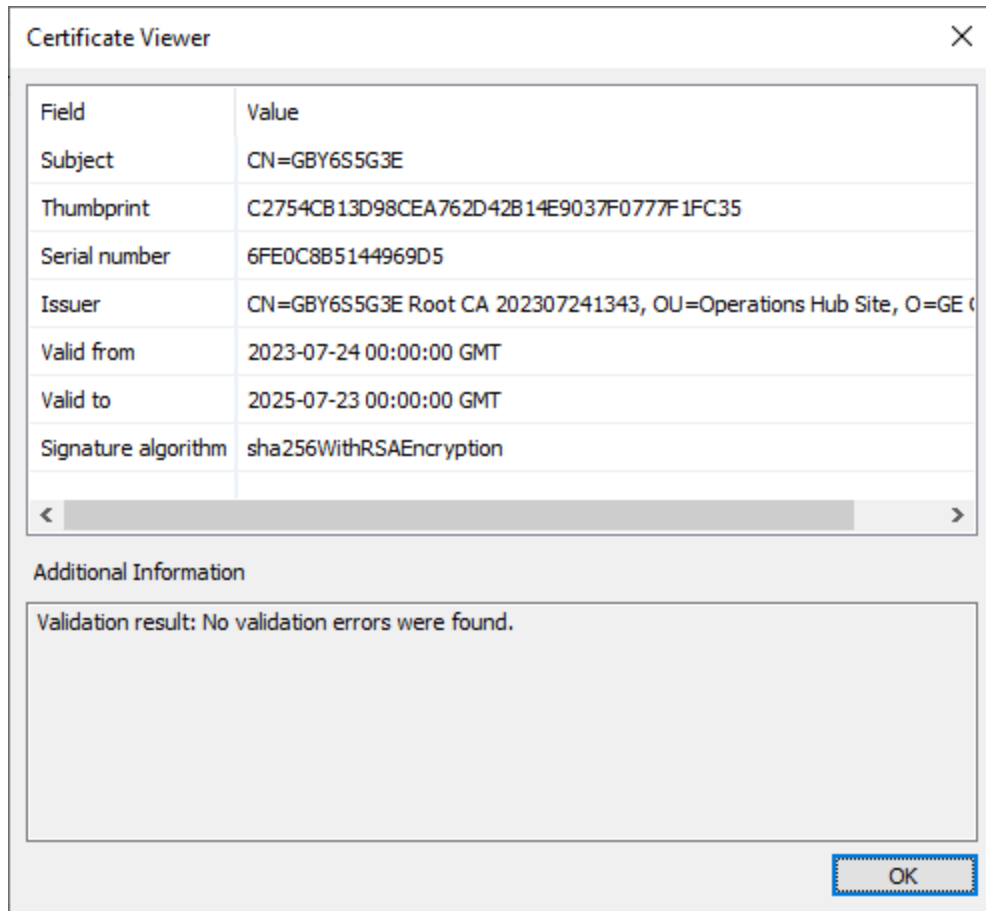 Certificate Viewer
Field Value
Subject CN=GBY6S5G3E
Thumbprint C2754CB13D98CEA762D42B14E9037F0777F1FC35
Serial number 6FE0C8B5144969D5
Issuer CN=GBY6S5G3E Root CA 202307241343, OU=Operations Hub Site, O=GE
Valid from 2023-07-24 00:00:00 GMT
Valid to 2025-07-23 00:00:00 GMT
Signature algorithm sha256WithRSAEncryption
Additional Information
Validation result: No validation errors were found.
OK